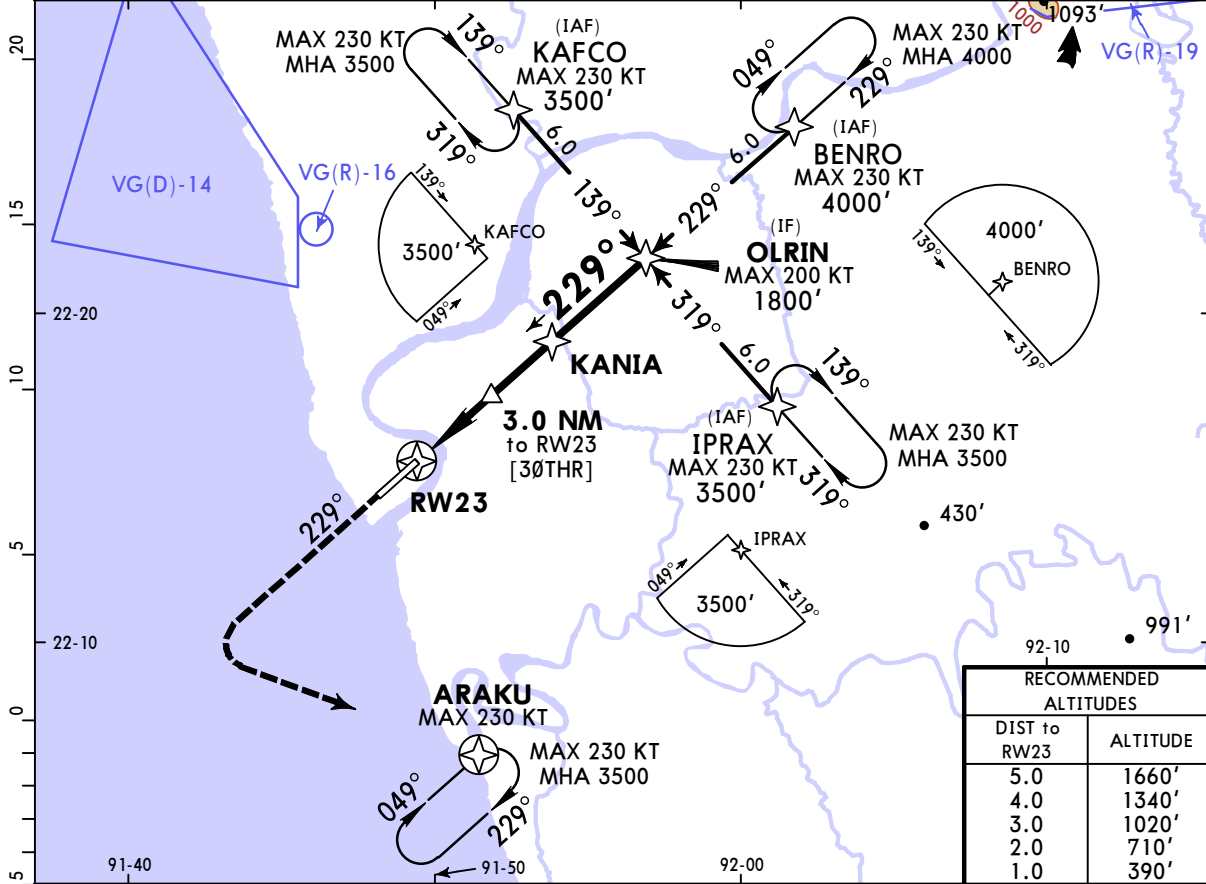 20
15
10
5
0
5
22-20
22-10
91-40
91-50
92-00
92-10
VG(D)-14
VG(R)-16
VG(R)-19
1000
1093'
MAX 230 KT
MHA 3500
139°
319°
(IAF)
KAFCO
MAX 230 KT
3500'
6.0
139°
MAX 230 KT
MHA 4000
049°
229°
(IAF)
BENRO
MAX 230 KT
4000'
6.0
229°
139°
3500'
KAFCO
049°
(IF)
OLRIN
MAX 200 KT
1800'
4000'
139°
BENRO
319°
229°
KANIA
319°
6.0
139°
(IAF)
IPRAX
MAX 230 KT
3500'
319°
MAX 230 KT
MHA 3500
3.0 NM
to RW23
[3ØTHR]
RW23
229°
430'
IPRAX
049°
3500'
319°
991'
ARAKU
MAX 230 KT
MAX 230 KT
MHA 3500
049°
229°
RECOMMENDED
ALTITUDES
DIST to
RW23
ALTITUDE
5.0 1660'
4.0 1340'
3.0 1020'
2.0 710'
1.0 390'